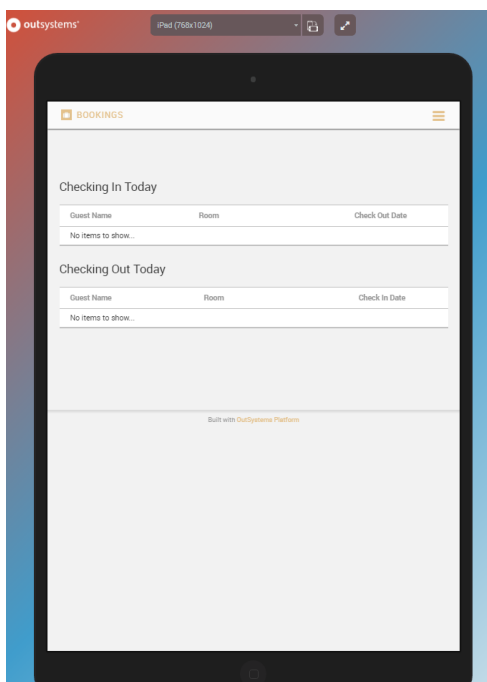 outsystems®
iPad (768x1024)
BOOKINGS
Checking In Today
Guest Name Room Check Out Date
No items to show...
Checking Out Today
Guest Name Room Check In Date
No items to show...
Built with OutSystems Platform